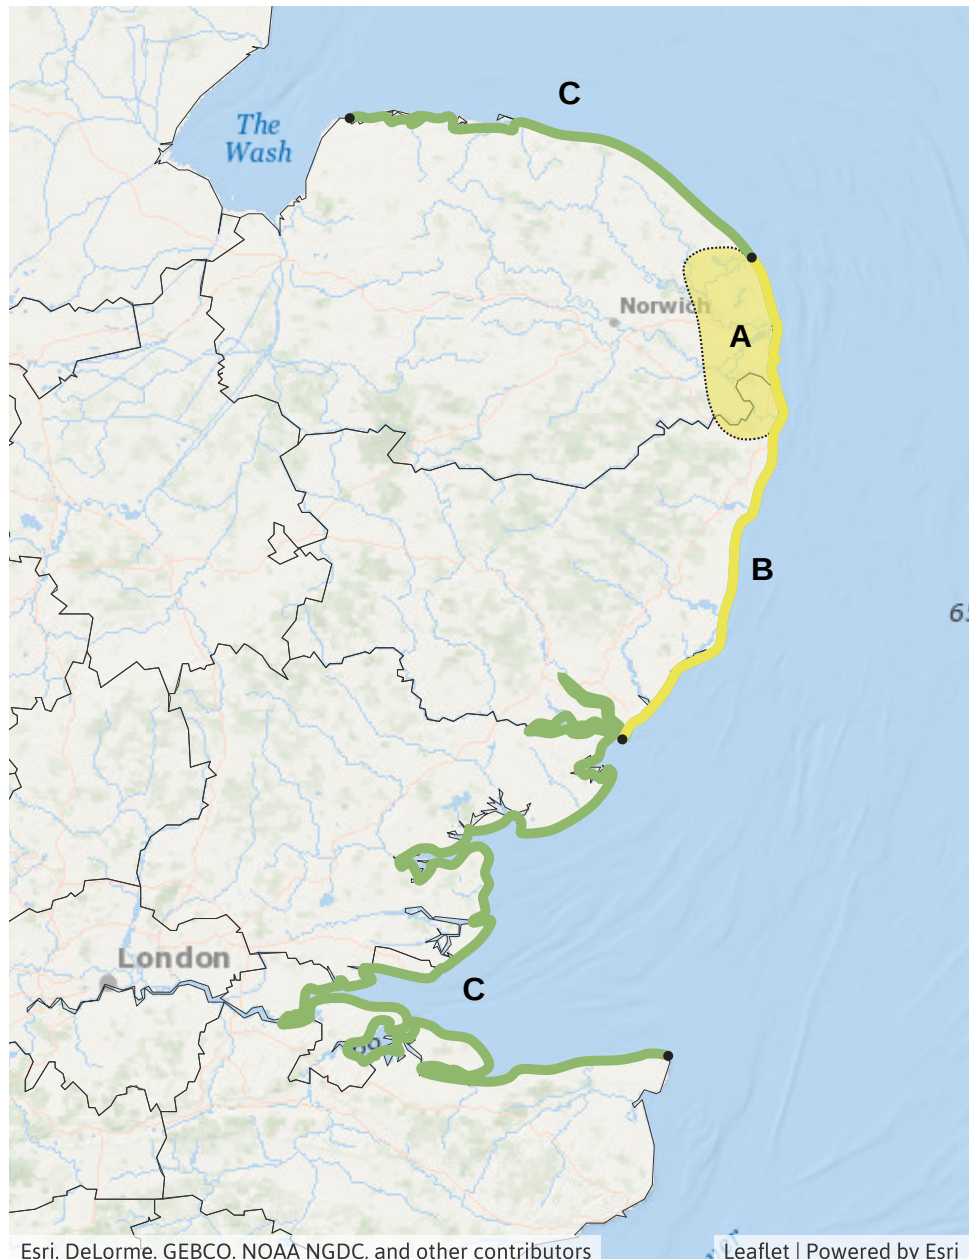 C
The
Wash
Norwich
A
B
London
C
Esri, DeLorme, GEBCO, NOAA NGDC, and other contributors
Leaflet | Powered by Esri